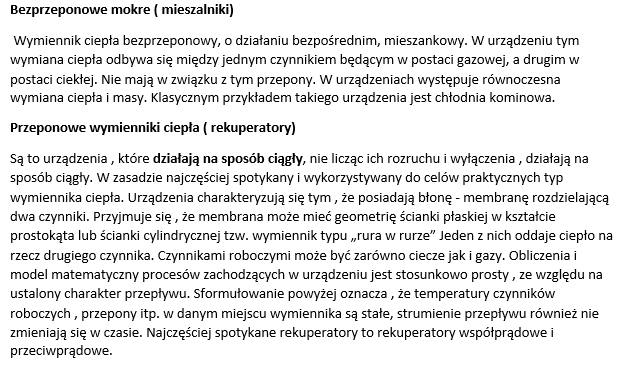 Bezprzeponowe mokre ( mieszalniki)
Wymiennik ciepła bezprzeponowy, o działaniu bezpośrednim, mieszankowy. W urządzeniu tym
wymiana ciepła odbywa się między jednym czynnikiem będącym w postaci gazowej, a drugim w
postaci ciekłej. Nie mają w związku z tym przepony. W urządzeniach występuje równoczesna
wymiana ciepła i masy. Klasycznym przykładem takiego urządzenia jest chłodnia kominowa.
Przeponowe wymienniki ciepła ( rekuperatory)
Są to urządzenia , które działają na sposób ciągły, nie licząc ich rozruchu i wyłączenia , działają na
sposób ciągły. W zasadzie najczęściej spotykany i wykorzystywany do celów praktycznych typ
wymiennika ciepła. Urządzenia charakteryzują się tym , że posiadają błonę - membranę rozdzielającą
dwa czynniki. Przyjmuje się , że membrana może mieć geometrię ścianki płaskiej w kształcie
prostokąta lub ścianki cylindrycznej tzw. wymiennik typu „rura w rurze” Jeden z nich oddaje ciepło na
rzecz drugiego czynnika. Czynnikami roboczymi może być zarówno ciecze jak i gazy. Obliczenia i
model matematyczny procesów zachodzących w urządzeniu jest stosunkowo prosty , ze względu na
ustalony charakter przepływu. Sformułowanie powyżej oznacza , że temperatury czynników
roboczych , przepony itp. w danym miejscu wymiennika są stałe, strumienie przepływu również nie
zmieniają się w czasie. Najczęściej spotykane rekuperatory to rekuperatory współprądowe i
przeciwprądowe.